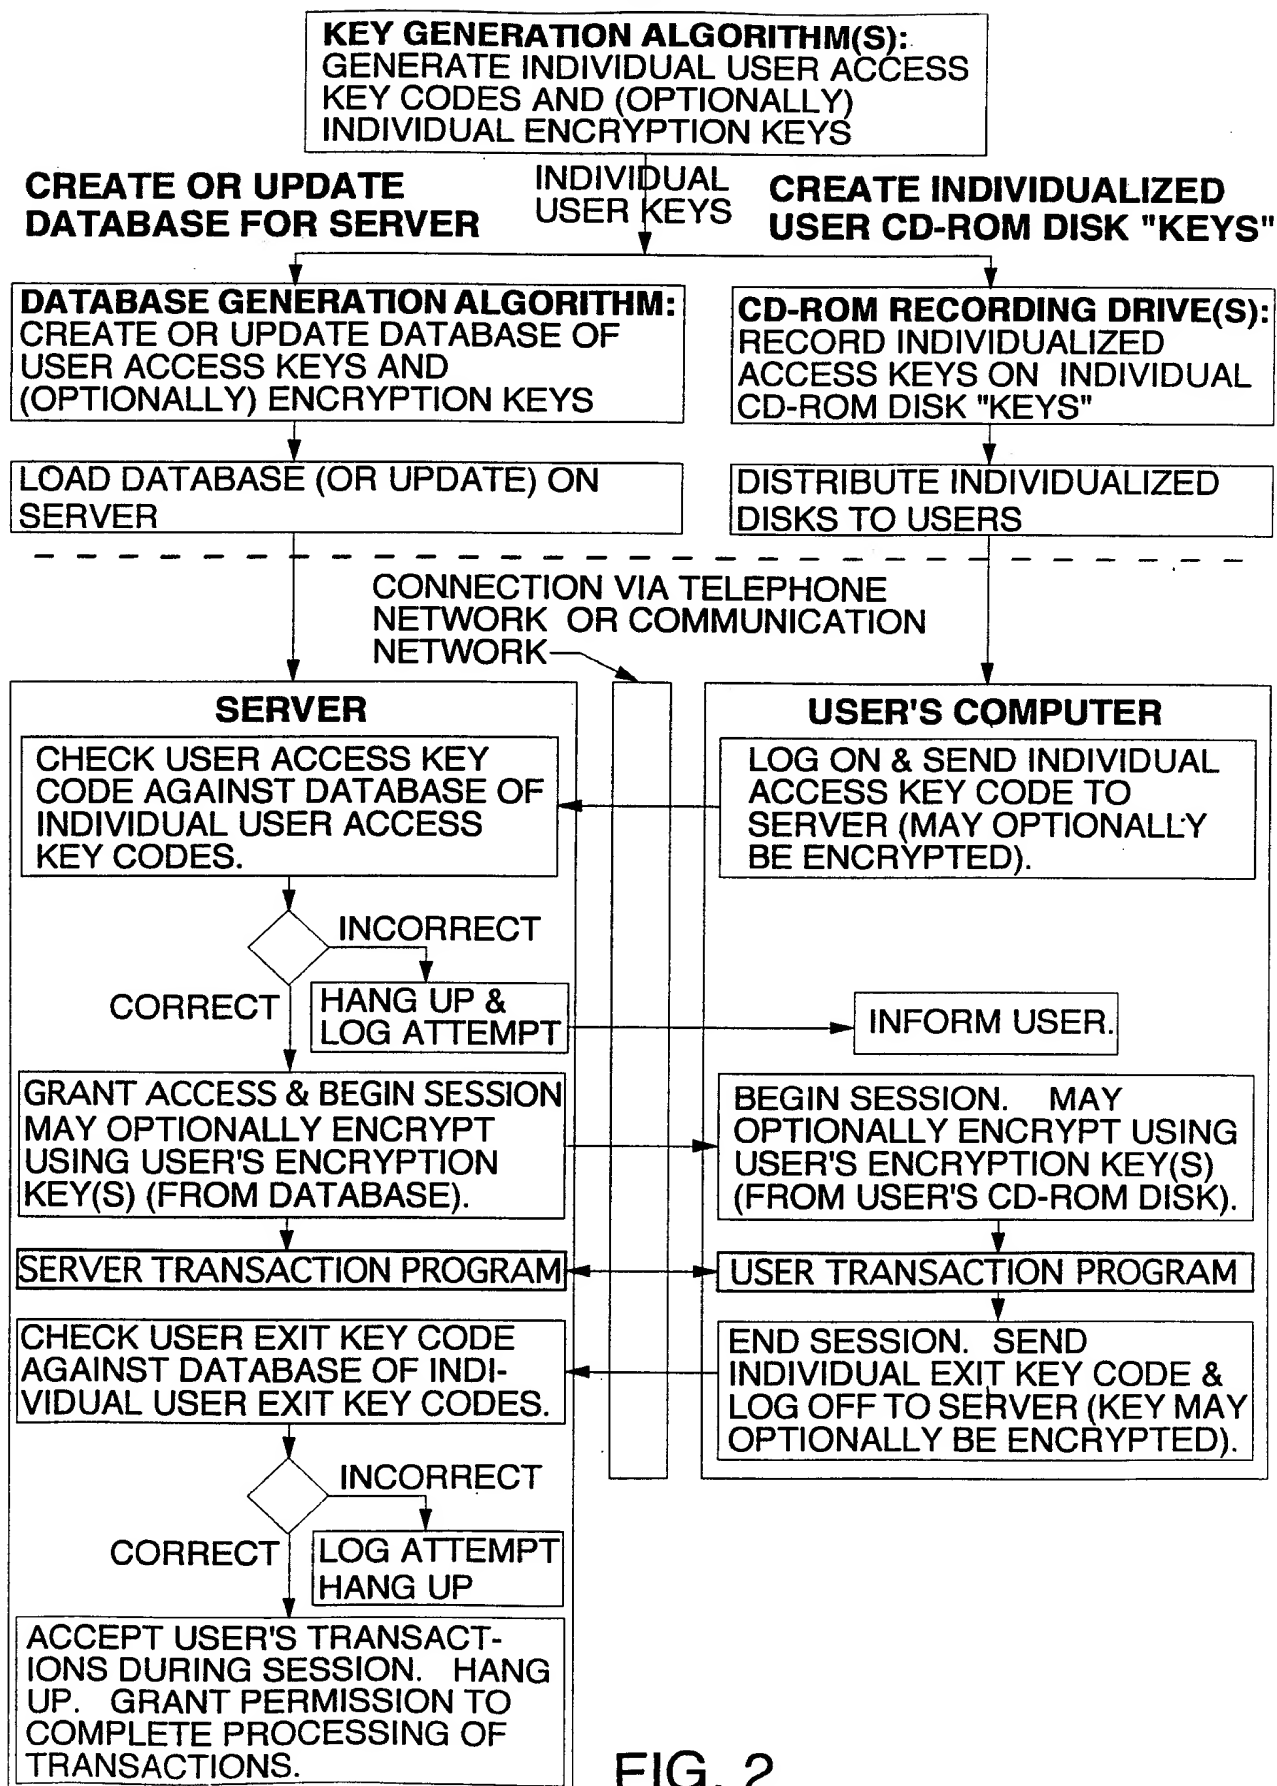 KEY GENERATION ALGORITHM(S):
GENERATE INDIVIDUAL USER ACCESS
KEY CODES AND (OPTIONALLY)
INDIVIDUAL ENCRYPTION KEYS
CREATE OR UPDATE
DATABASE FOR SERVER
INDIVIDUAL
USER KEYS
CREATE INDIVIDUALIZED
USER CD-ROM DISK "KEYS"
DATABASE GENERATION ALGORITHM:
CREATE OR UPDATE DATABASE OF
USER ACCESS KEYS AND
(OPTIONALLY) ENCRYPTION KEYS
CD-ROM RECORDING DRIVE(S):
RECORD INDIVIDUALIZED
ACCESS KEYS ON INDIVIDUAL
CD-ROM DISK "KEYS"
LOAD DATABASE (OR UPDATE) ON
SERVER
DISTRIBUTE INDIVIDUALIZED
DISKS TO USERS
CONNECTION VIA TELEPHONE
NETWORK OR COMMUNICATION
NETWORK
SERVER
USER'S COMPUTER
CHECK USER ACCESS KEY
CODE AGAINST DATABASE OF
INDIVIDUAL USER ACCESS
KEY CODES.
LOG ON & SEND INDIVIDUAL
ACCESS KEY CODE TO
SERVER (MAY OPTIONALLY
BE ENCRYPTED).
INCORRECT
CORRECT
HANG UP &
LOG ATTEMPT
INFORM USER.
GRANT ACCESS & BEGIN SESSION
MAY OPTIONALLY ENCRYPT
USING USER'S ENCRYPTION
KEY(S) (FROM DATABASE).
BEGIN SESSION. MAY
OPTIONALLY ENCRYPT USING
USER'S ENCRYPTION KEY(S)
(FROM USER'S CD-ROM DISK).
SERVER TRANSACTION PROGRAM
USER TRANSACTION PROGRAM
CHECK USER EXIT KEY CODE
AGAINST DATABASE OF INDI-
VIDUAL USER EXIT KEY CODES.
END SESSION. SEND
INDIVIDUAL EXIT KEY CODE &
LOG OFF TO SERVER (KEY MAY
OPTIONALLY BE ENCRYPTED).
INCORRECT
CORRECT
LOG ATTEMPT
HANG UP
ACCEPT USER'S TRANSACT-
IONS DURING SESSION. HANG
UP. GRANT PERMISSION TO
COMPLETE PROCESSING OF
TRANSACTIONS.
FIG. 2